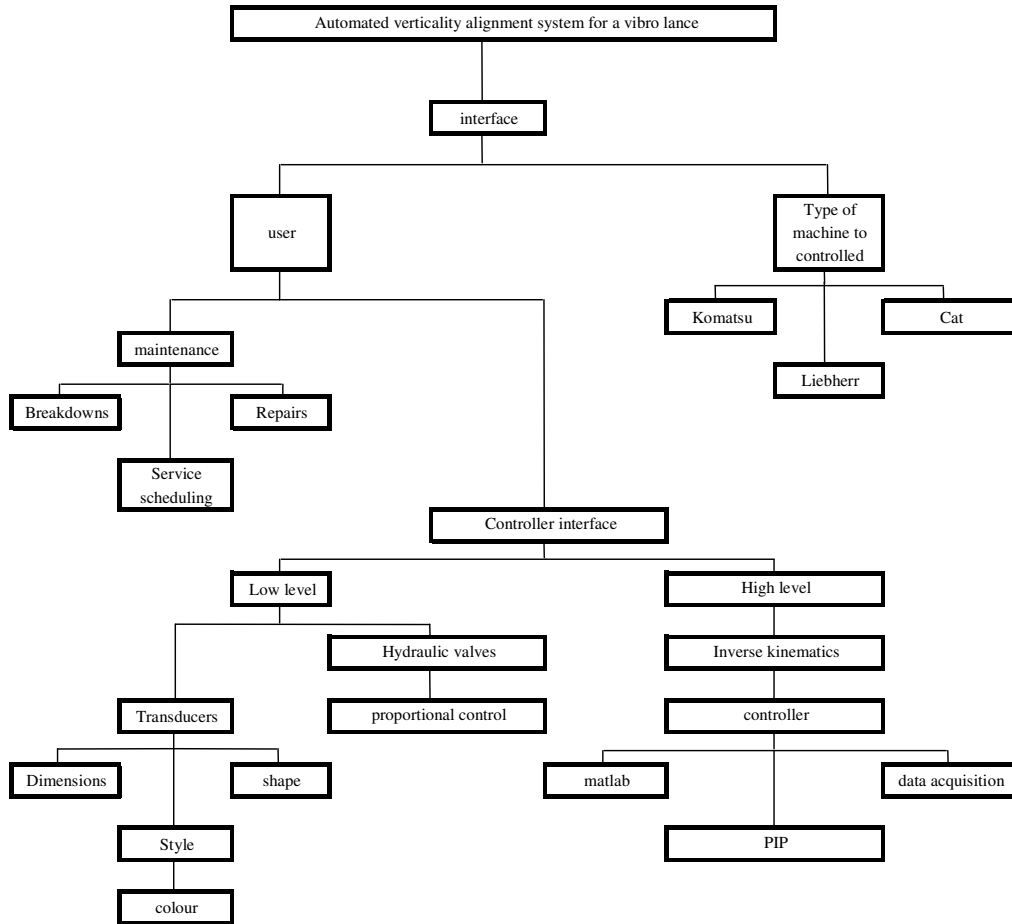 Automated verticality alignment system for a vibro lance
interface
user
Type of
machine to
controlled
Komatsu
Cat
Liebherr
maintenance
Breakdowns
Repairs
Service
scheduling
Controller interface
Low level
High level
Hydraulic valves
Inverse kinematics
Transducers
proportional control
controller
Dimensions
shape
matlab
data acquisition
Style
PIP
colour